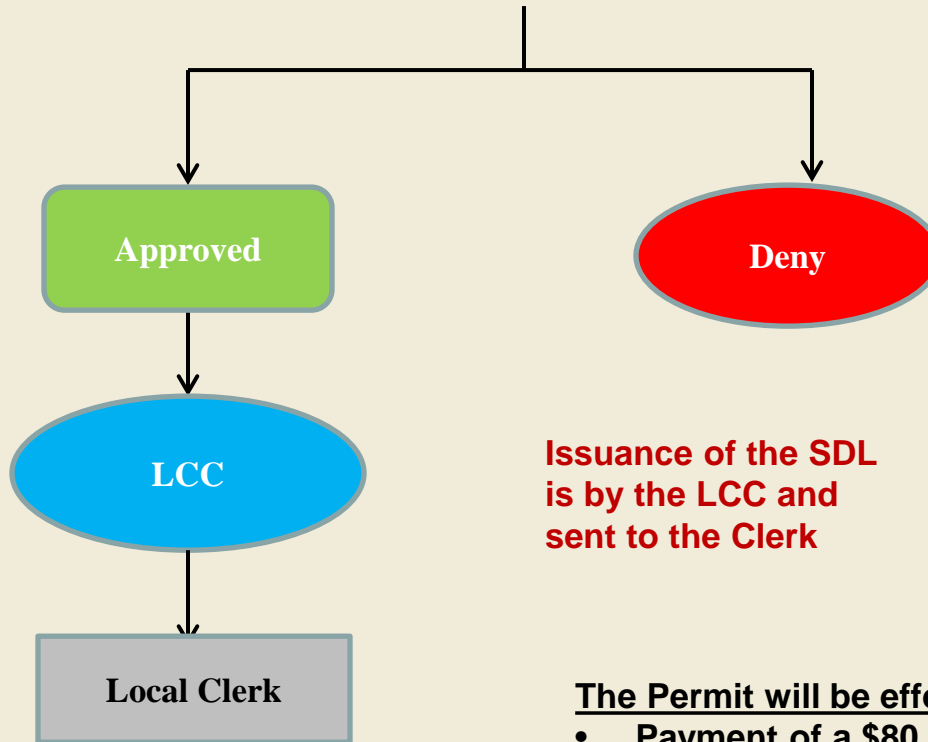 Approved
Deny
LCC
Issuance of the SDL
is by the LCC and
sent to the Clerk
Local Clerk
The Permit will be
• Payment of a $80